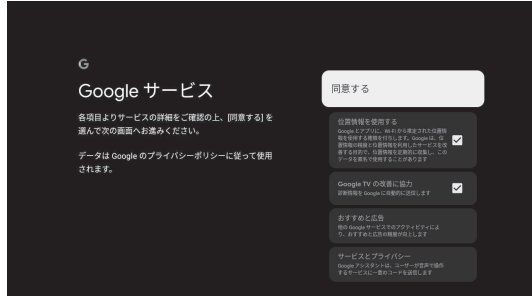 G
Google サービス
各項目よりサービスの詳細をご確認の上、[同意する] を
選んで次の画面へお進みください。
データは Google のプライバシーポリシーに従って使用
されます。
同意する
位置情報を使用する
Google とアプリに、Wi-Fi から推定された位置情
報を使用する権限を付与します。Google は、位
置情報の精度と位置情報を利用したサービスを改
善する目的で、位置情報を定期的に収集し、この
データを匿名で使用することがあります
Google TV の改善に協力
診断情報を Google に自動的に送信します
おすすめと広告
他の Google サービスでのアクティビティによ
り、おすすめと広告の精度が向上します
サービスとプライバシー
Google アシスタントは、ユーザーが音声で操作
するサービスに一意のコードを送信します